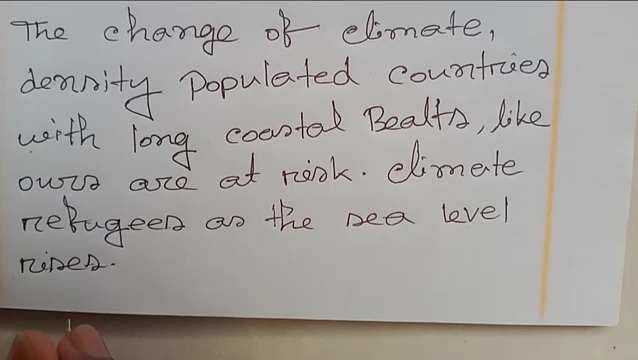 The change of climate,
density Populated countries
with long coastal Bealts, like
ours are at risk. climate
refugees as the sea level
rises.